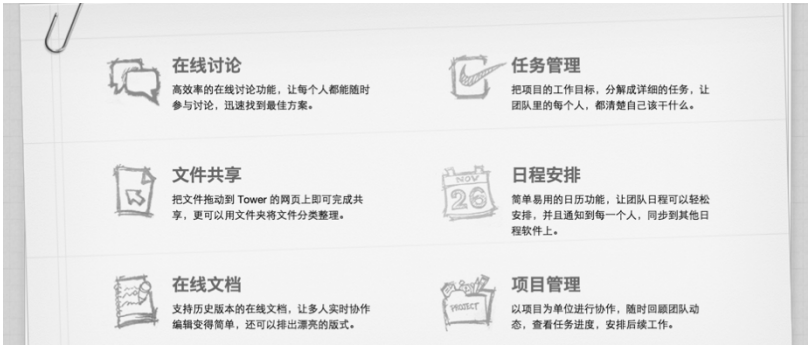 在线讨论
高效率的在线讨论功能，让每个人都能随时
参与讨论，迅速找到最佳方案。
任务管理
把项目的工作目标，分解成详细的任务，让
团队里的每个人，都清楚自己该干什么。
文件共享
把文件拖动到 Tower 的网页上即可完成共
享，更可以用文件夹将文件分类整理。
NOV
26
日程安排
简单易用的日历功能，让团队日程可以轻松
安排，并且通知到每一个人，同步到其他日
程软件上。
在线文档
支持历史版本的在线文档，让多人实时协作
编辑变得简单，还可以排出漂亮的版式。
PROJECT
项目管理
以项目为单位进行协作，随时回顾团队动
态，查看任务进度，安排后续工作。